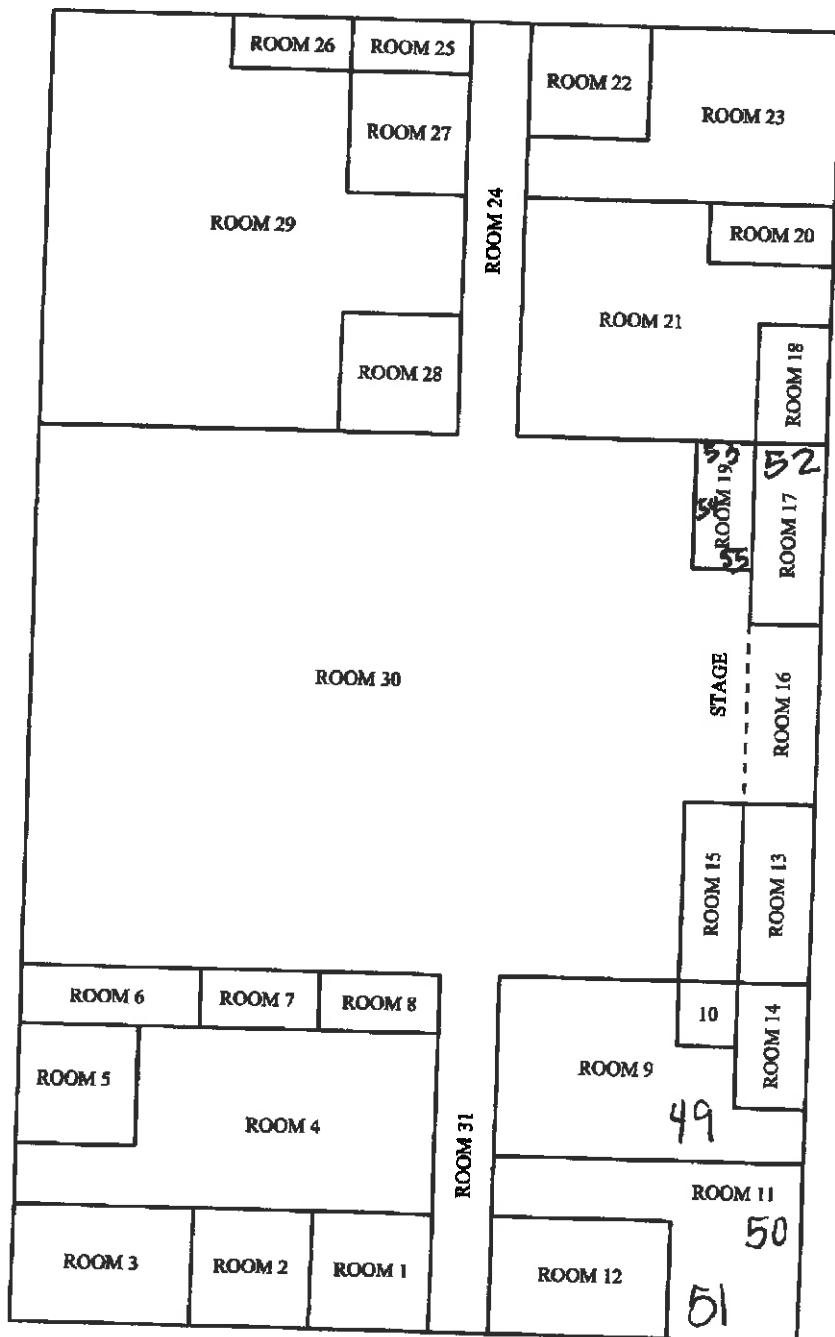 ROOM 26
ROOM 25
ROOM 22
ROOM 23
ROOM 27
ROOM 24
ROOM 29
ROOM 20
ROOM 21
ROOM 28
ROOM 18
53
52
ROOM 19
54
55
ROOM 17
ROOM 30
STAGE
ROOM 16
ROOM 15
ROOM 13
ROOM 6
ROOM 7
ROOM 8
10
ROOM 14
ROOM 5
ROOM 9
49
ROOM 4
ROOM 31
ROOM 11
50
ROOM 3
ROOM 2
ROOM 1
ROOM 12
51